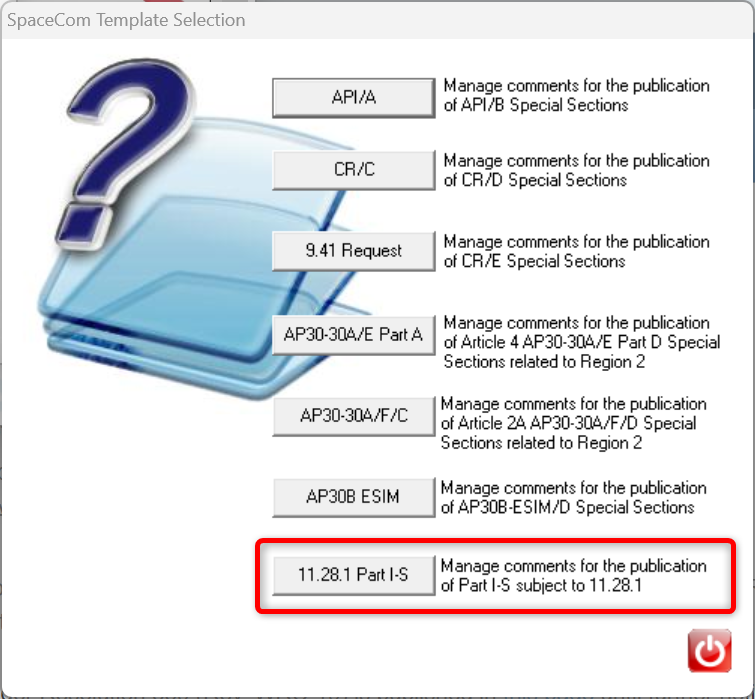 SpaceCom Template Selection
API/A
Manage comments for the publication
of API/B Special Sections
CR/C
Manage comments for the publication
of CR/D Special Sections
9.41 Request
Manage comments for the publication
of CR/E Special Sections
AP30-30A/E Part A
Manage comments for the publication
of Article 4 AP30-30A/E Part D Special
Sections related to Region 2
AP30-30A/F/C
Manage comments for the publication
of Article 2A AP30-30A/F/D Special
Sections related to Region 2
AP30B ESIM
Manage comments for the publication
of AP30B-ESIM/D Special Sections
11.28.1 Part I-S
Manage comments for the publication
of Part I-S subject to 11.28.1